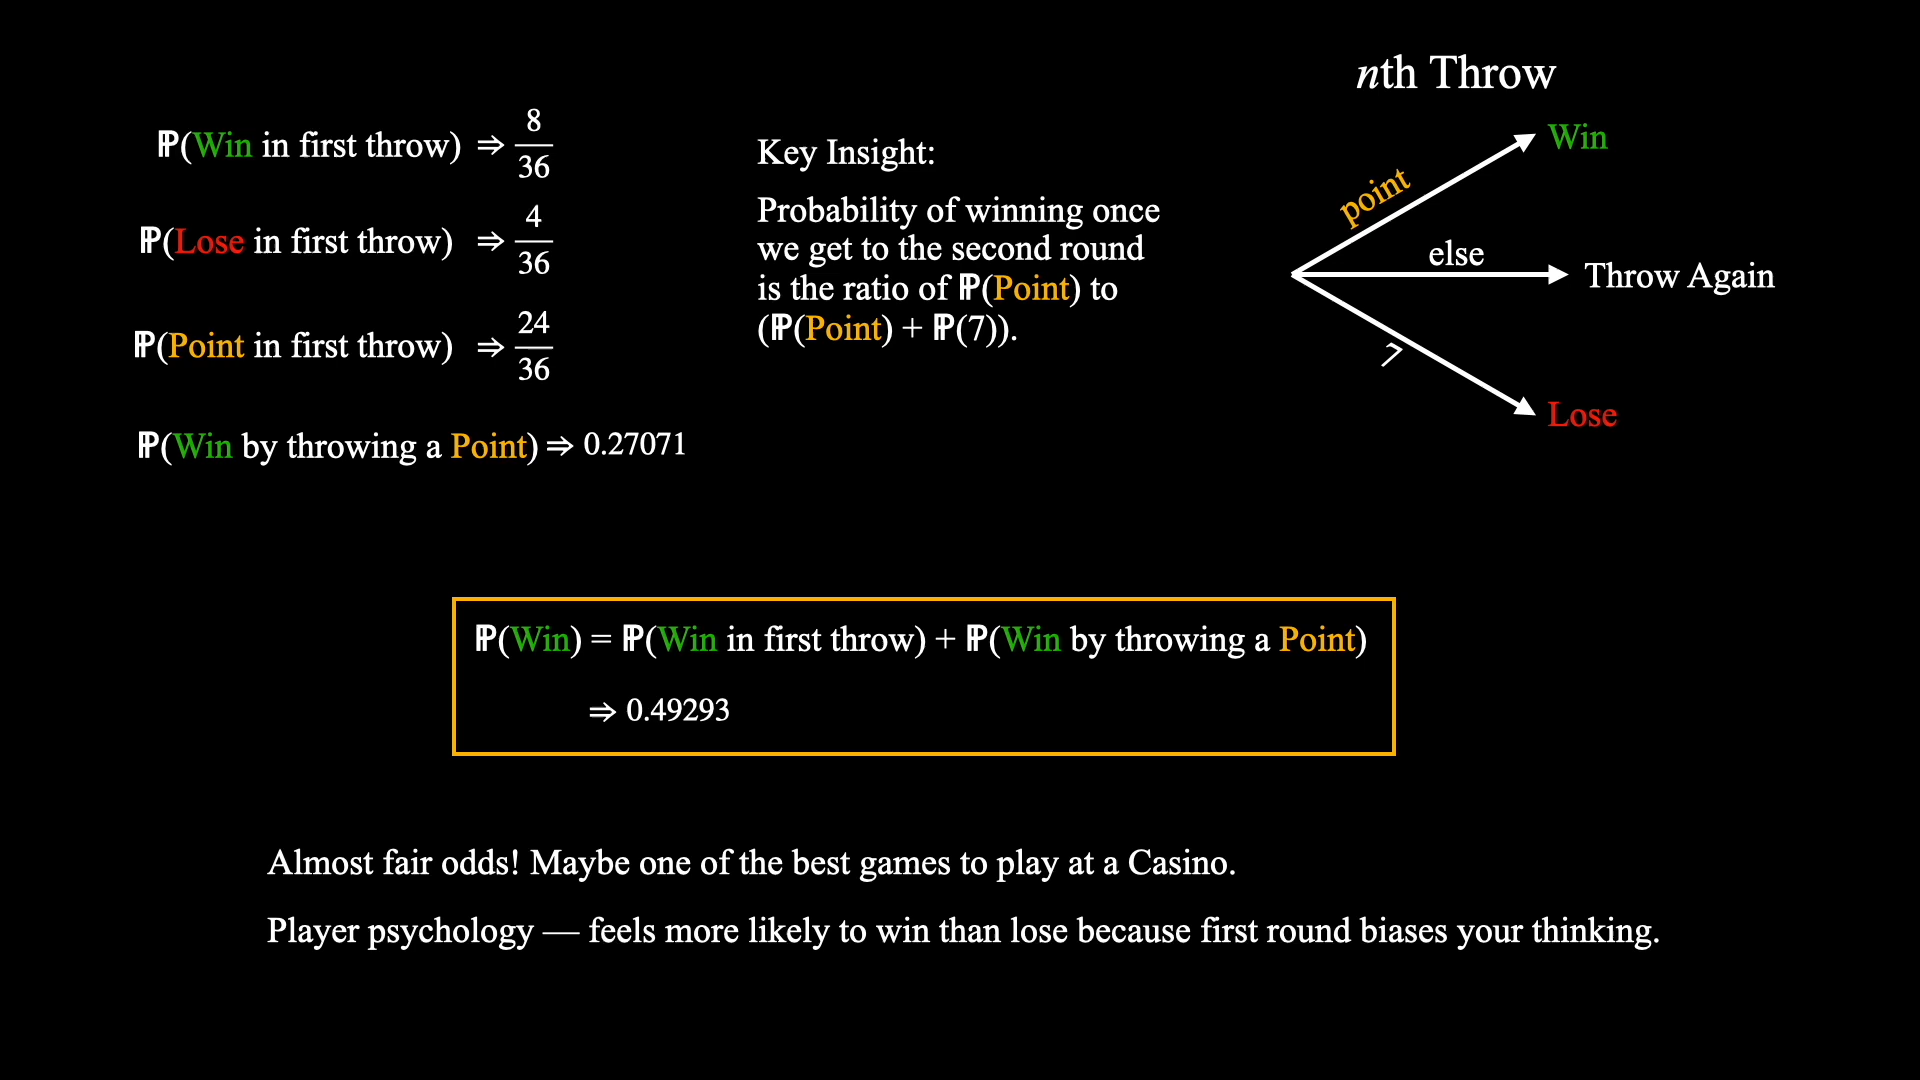 ℙ(Win in first throw) ⇒ 8/36
ℙ(Lose in first throw) ⇒ 4/36
ℙ(Point in first throw) ⇒ 24/36
ℙ(Win by throwing a Point) ⇒ 0.27071
Key Insight:
Probability of winning once
we get to the second round
is the ratio of ℙ(Point) to
(ℙ(Point) + ℙ(7)).
nth Throw
Win
point
else
Throw Again
7
Lose
ℙ(Win) = ℙ(Win in first throw) + ℙ(Win by throwing a Point)
⇒ 0.49293
Almost fair odds! Maybe one of the best games to play at a Casino.
Player psychology — feels more likely to win than lose because first round biases your thinking.